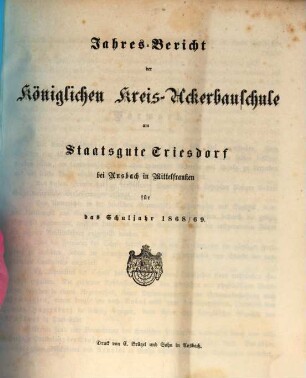 Jahres-Bericht
der
Königlichen Kreis-Ackerbauschule
am
Staatsgute Triesdorf
bei Ansbach in Mittelfranken
für
das Schuljahr 1868/69.
Druck von C. Brügel und Sohn in Ansbach.